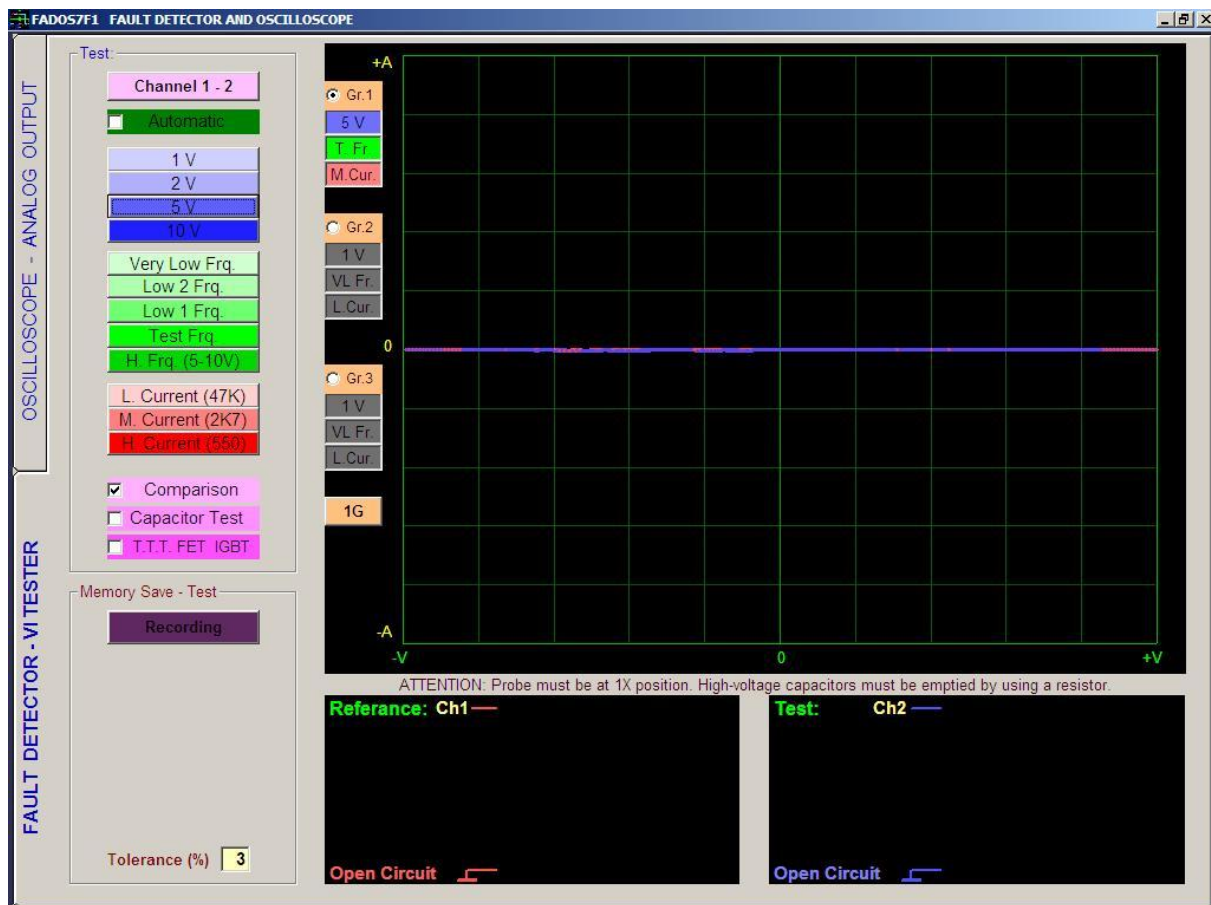 FADOS7F1 FAULT DETECTOR AND OSCILLOSCOPE
OSCILLOSCOPE - ANALOG OUTPUT
FAULT DETECTOR - VI TESTER
Test:
Channel 1 - 2
Automatic
1 V
2 V
5 V
10 V
Very Low Frq.
Low 2 Frq.
Low 1 Frq.
Test Frq.
H. Frq. (5-10V)
L. Current (47K)
M. Current (2K7)
H. Current (550)
Comparison
Capacitor Test
T.T.T. FET IGBT
Memory Save - Test
Recording
Tolerance (%) 3
Gr.1
5 V
T. Fr.
M.Cur.
Gr.2
1 V
VL Fr.
L.Cur.
Gr.3
1 V
VL Fr.
L.Cur.
1G
+A
0
-A
-V 0 +V
ATTENTION: Probe must be at 1X position. High-voltage capacitors must be emptied by using a resistor.
Referance: Ch1
Open Circuit
Test: Ch2
Open Circuit